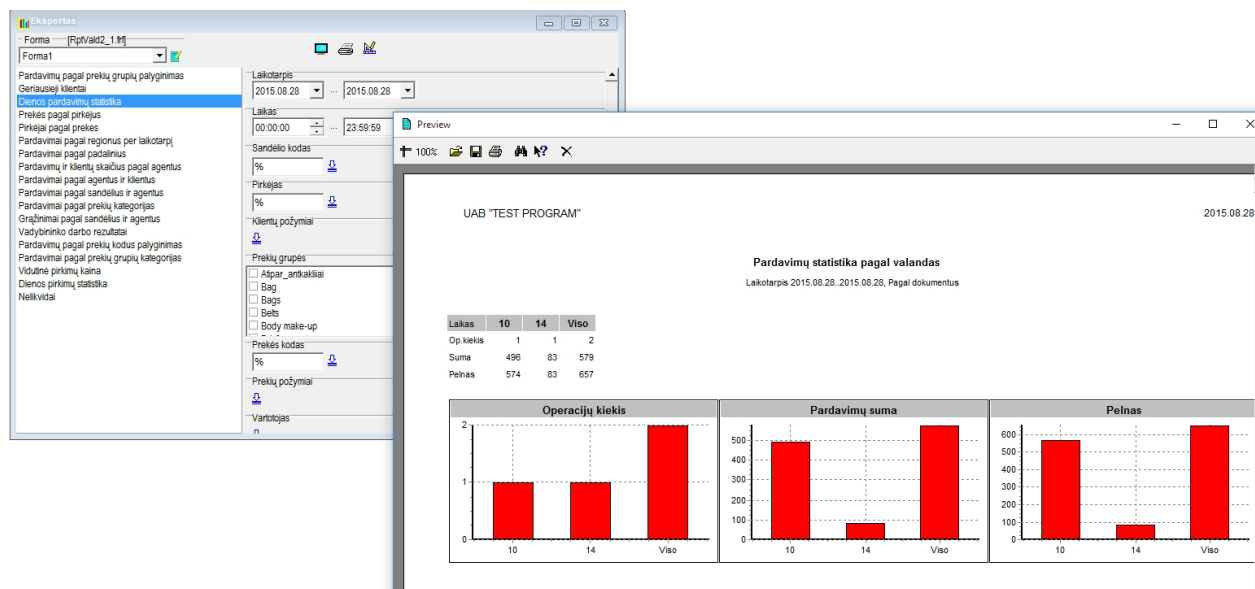 Ekspertas
Forma [RptVald2_1.frf]
Forma1
Pardavimų pagal prekių grupių palyginimas
Geriausieji klientai
Dienos pardavimų statistika
Prekės pagal pirkėjus
Pirkėjai pagal prekes
Pardavimai pagal regionus per laikotarpį
Pardavimai pagal padalinius
Pardavimų ir klientų skaičius pagal agentus
Pardavimai pagal agentus ir klientus
Pardavimai pagal sandėlius ir agentus
Pardavimai pagal prekių kategorijas
Grąžinimai pagal sandėlius ir agentus
Vadybininko darbo rezultatai
Pardavimų pagal prekių kodus palyginimas
Pardavimai pagal prekių grupių kategorijas
Vidutinė pirkimų kaina
Dienos pirkimų statistika
Nelikvidai
Laikotarpis
2015.08.28 ... 2015.08.28
Laikas
00:00:00 ... 23:59:59
Sandėlio kodas
%
Pirkėjas
%
Klientų požymiai
Prekių grupės
Atipar_antkakliai
Bag
Bags
Belts
Body make-up
Prekės kodas
%
Prekių požymiai
Vartotojas
Preview
100%
UAB "TEST PROGRAM" 2015.08.28
Pardavimų statistika pagal valandas
Laikotarpis 2015.08.28..2015.08.28, Pagal dokumentus
Laikas 10 14 Viso
Op.kiekis 1 1 2
Suma 496 83 579
Pelnas 574 83 657
Operacijų kiekis
2
1
0
10 14 Viso
Pardavimų suma
500
400
300
200
100
0
10 14 Viso
Pelnas
600
500
400
300
200
100
0
10 14 Viso